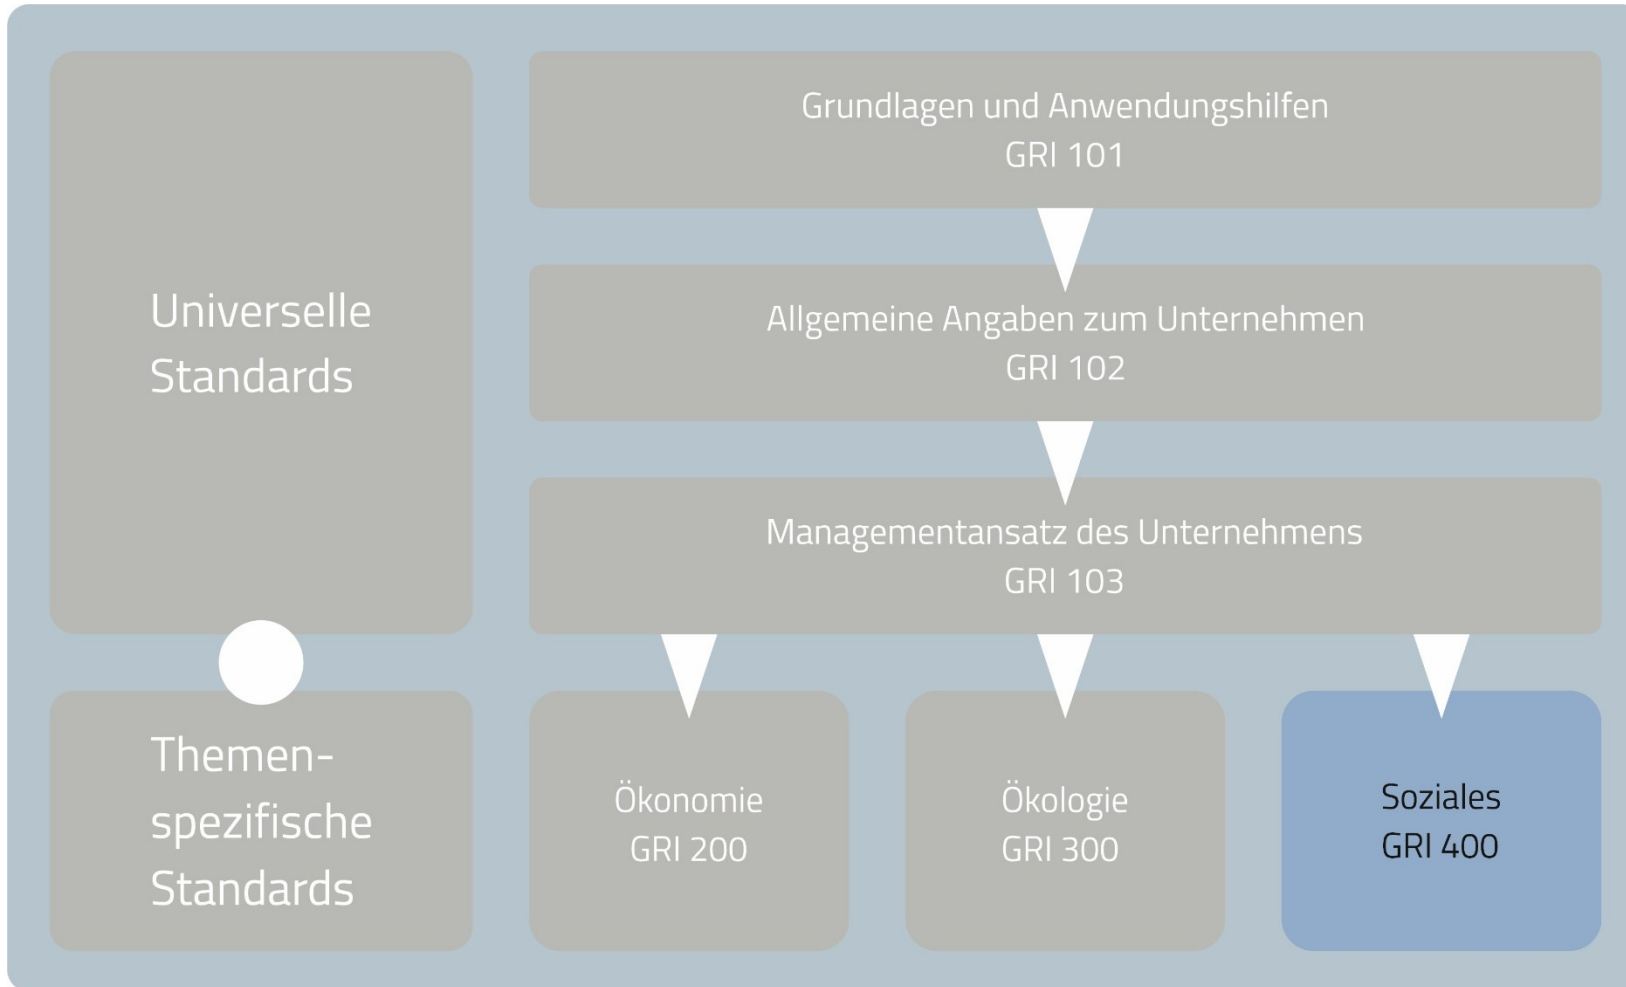 Universelle
Standards
Grundlagen und Anwendungshilfen
GRI 101
Allgemeine Angaben zum Unternehmen
GRI 102
Managementansatz des Unternehmens
GRI 103
Themen-
spezifische
Standards
Ökonomie
GRI 200
Ökologie
GRI 300
Soziales
GRI 400